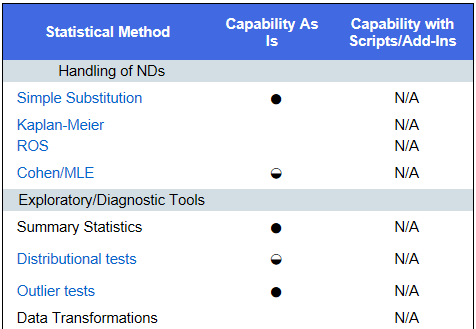 Statistical Method Capability As Is Capability with Scripts/Add-Ins
Handling of NDs
Simple Substitution ● N/A
Kaplan-Meier N/A
ROS N/A
Cohen/MLE ◒ N/A
Exploratory/Diagnostic Tools
Summary Statistics ● N/A
Distributional tests ◒ N/A
Outlier tests ● N/A
Data Transformations N/A